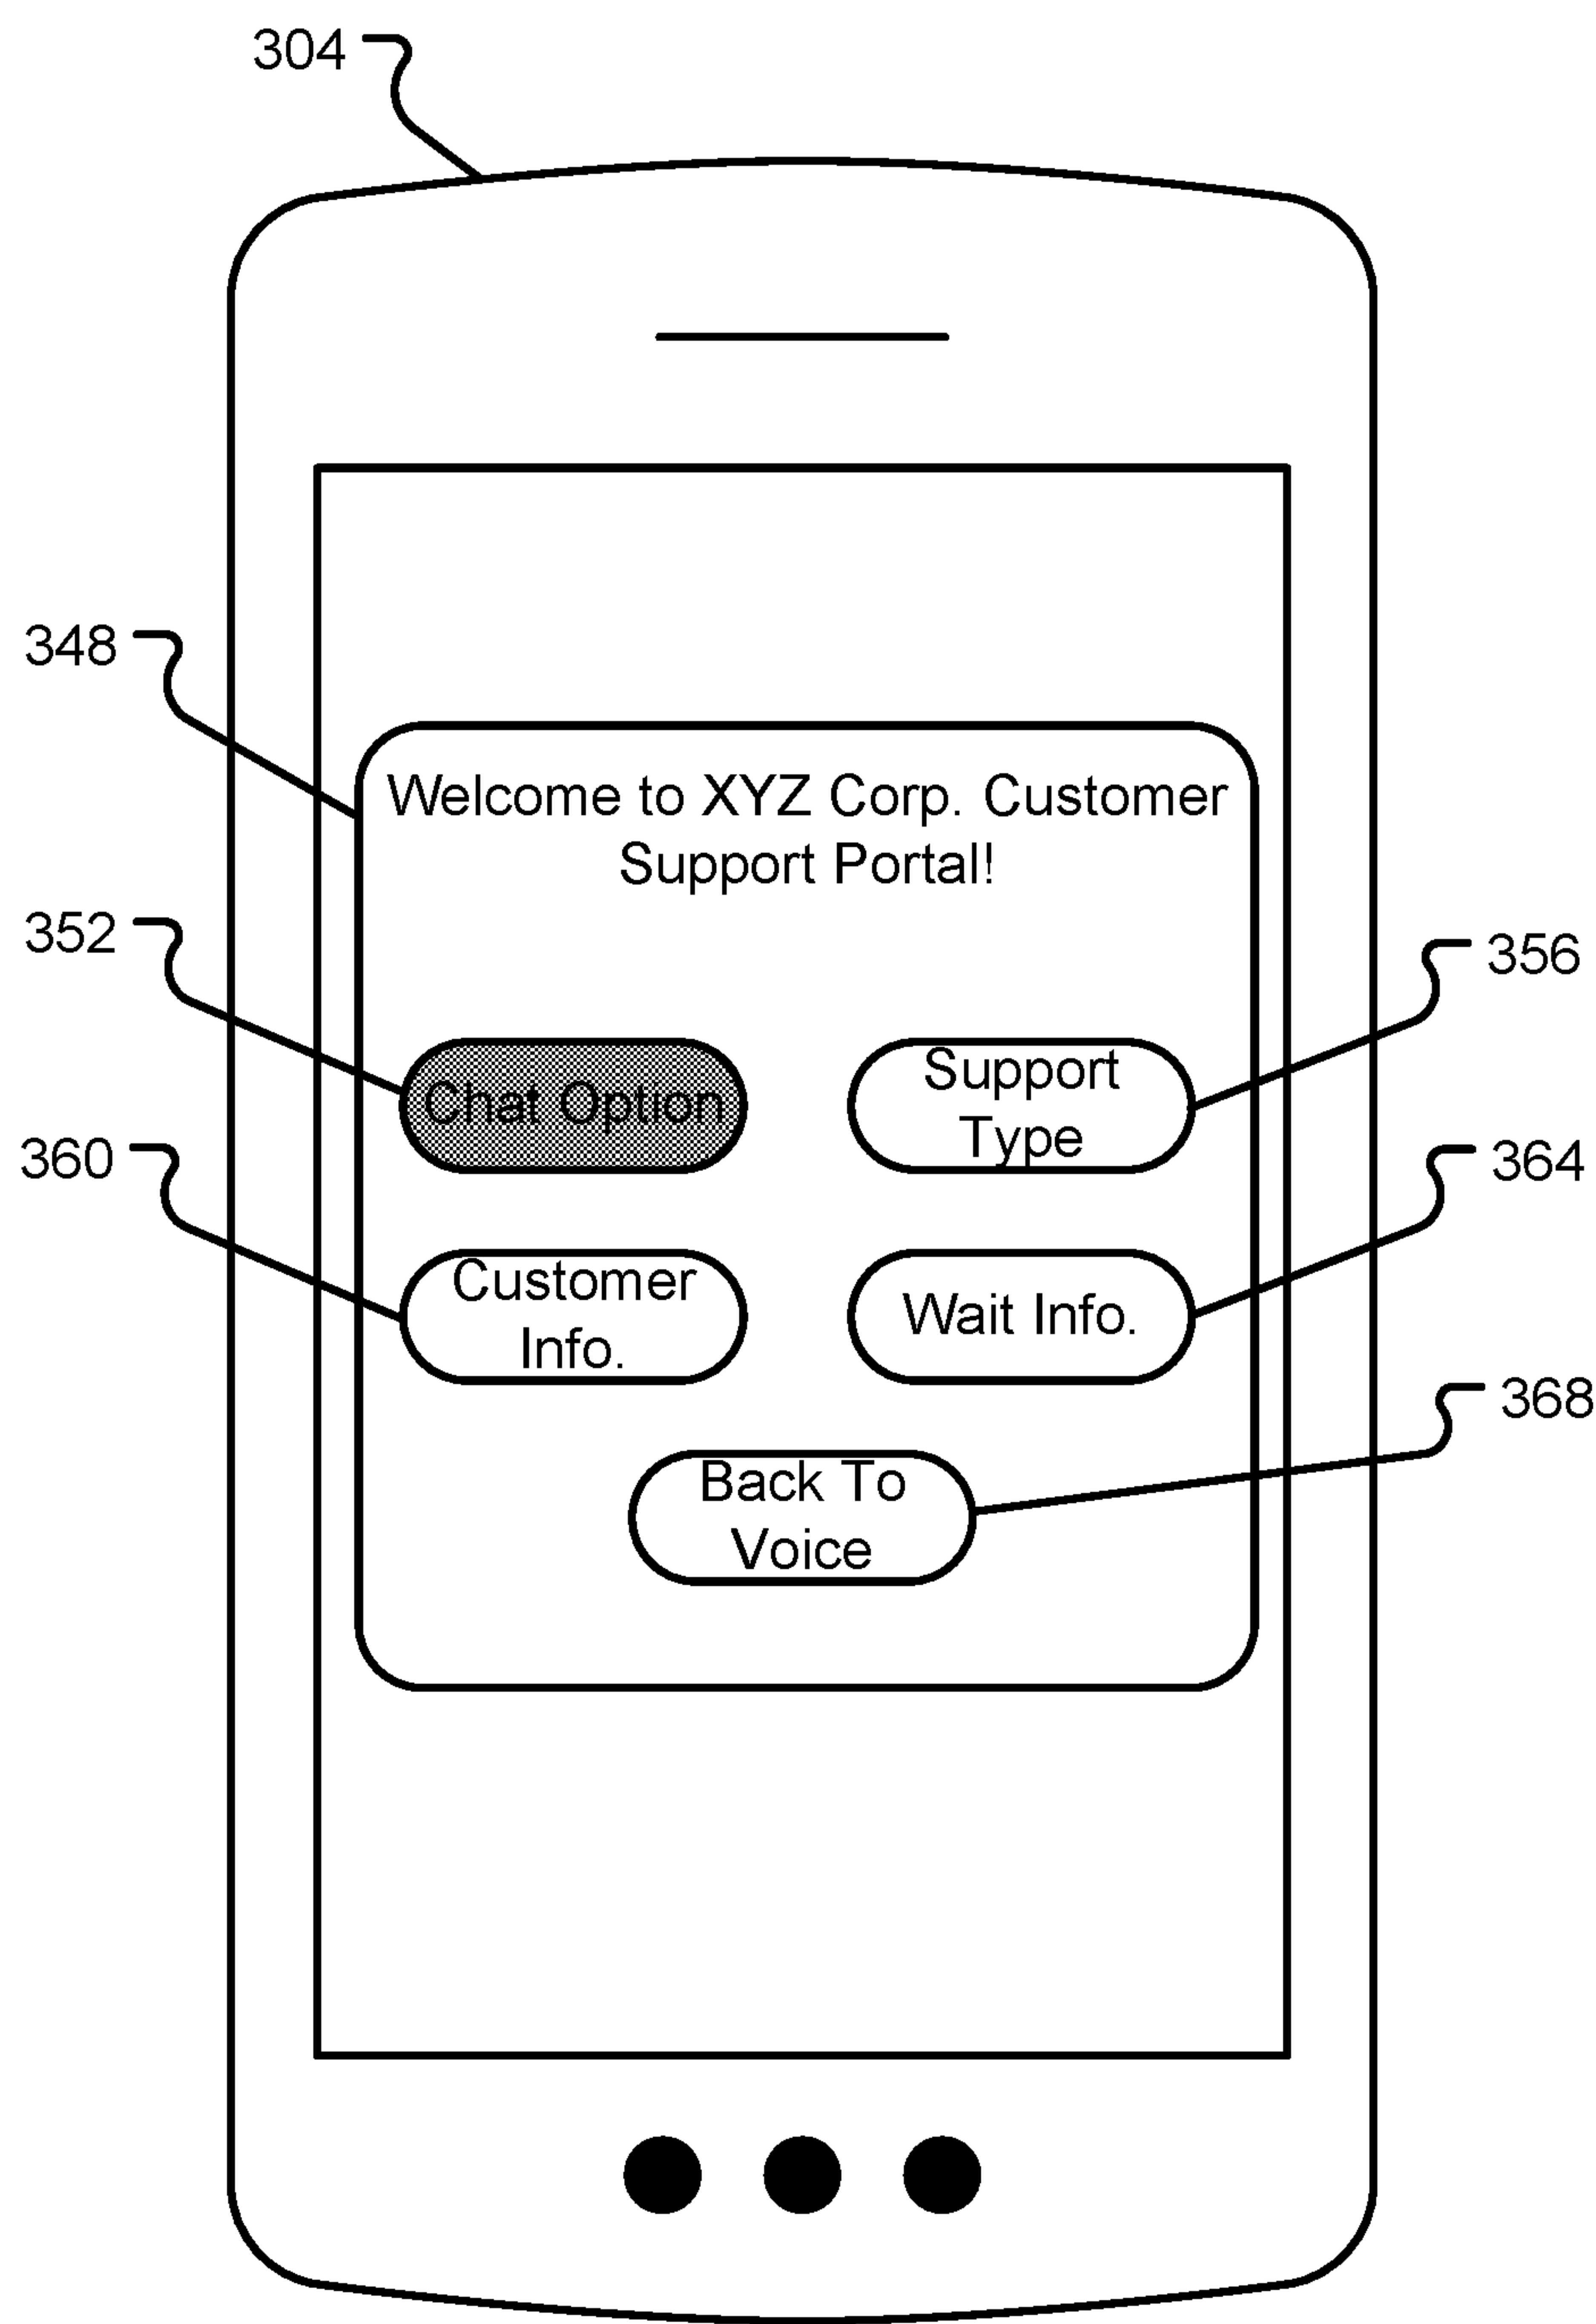 304
348
Welcome to XYZ Corp. Customer
Support Portal!
352
356
Chat Option
Support
Type
360
364
Customer
Info.
Wait Info.
368
Back To
Voice